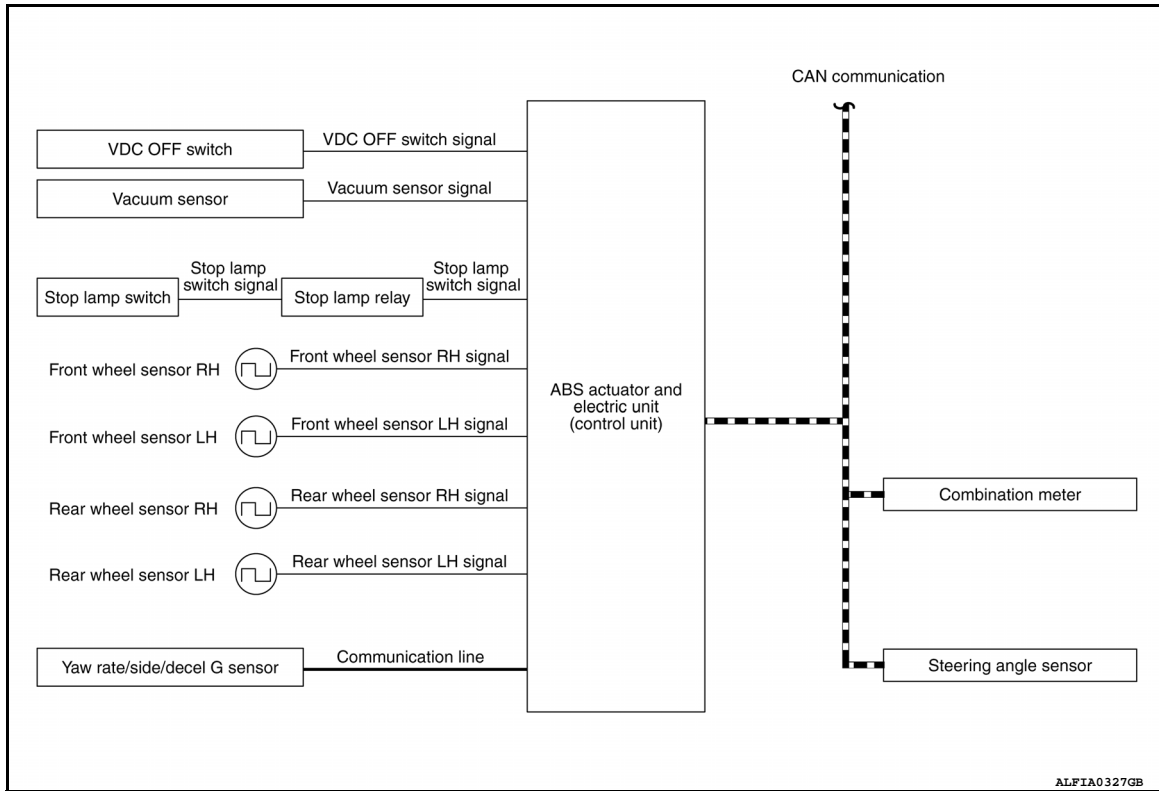 CAN communication
VDC OFF switch
VDC OFF switch signal
Vacuum sensor
Vacuum sensor signal
Stop lamp switch
Stop lamp
switch signal
Stop lamp relay
Stop lamp
switch signal
Front wheel sensor RH
Front wheel sensor RH signal
Front wheel sensor LH
Front wheel sensor LH signal
Rear wheel sensor RH
Rear wheel sensor RH signal
Rear wheel sensor LH
Rear wheel sensor LH signal
Yaw rate/side/decel G sensor
Communication line
ABS actuator and
electric unit
(control unit)
Combination meter
Steering angle sensor
ALFIA0327GB